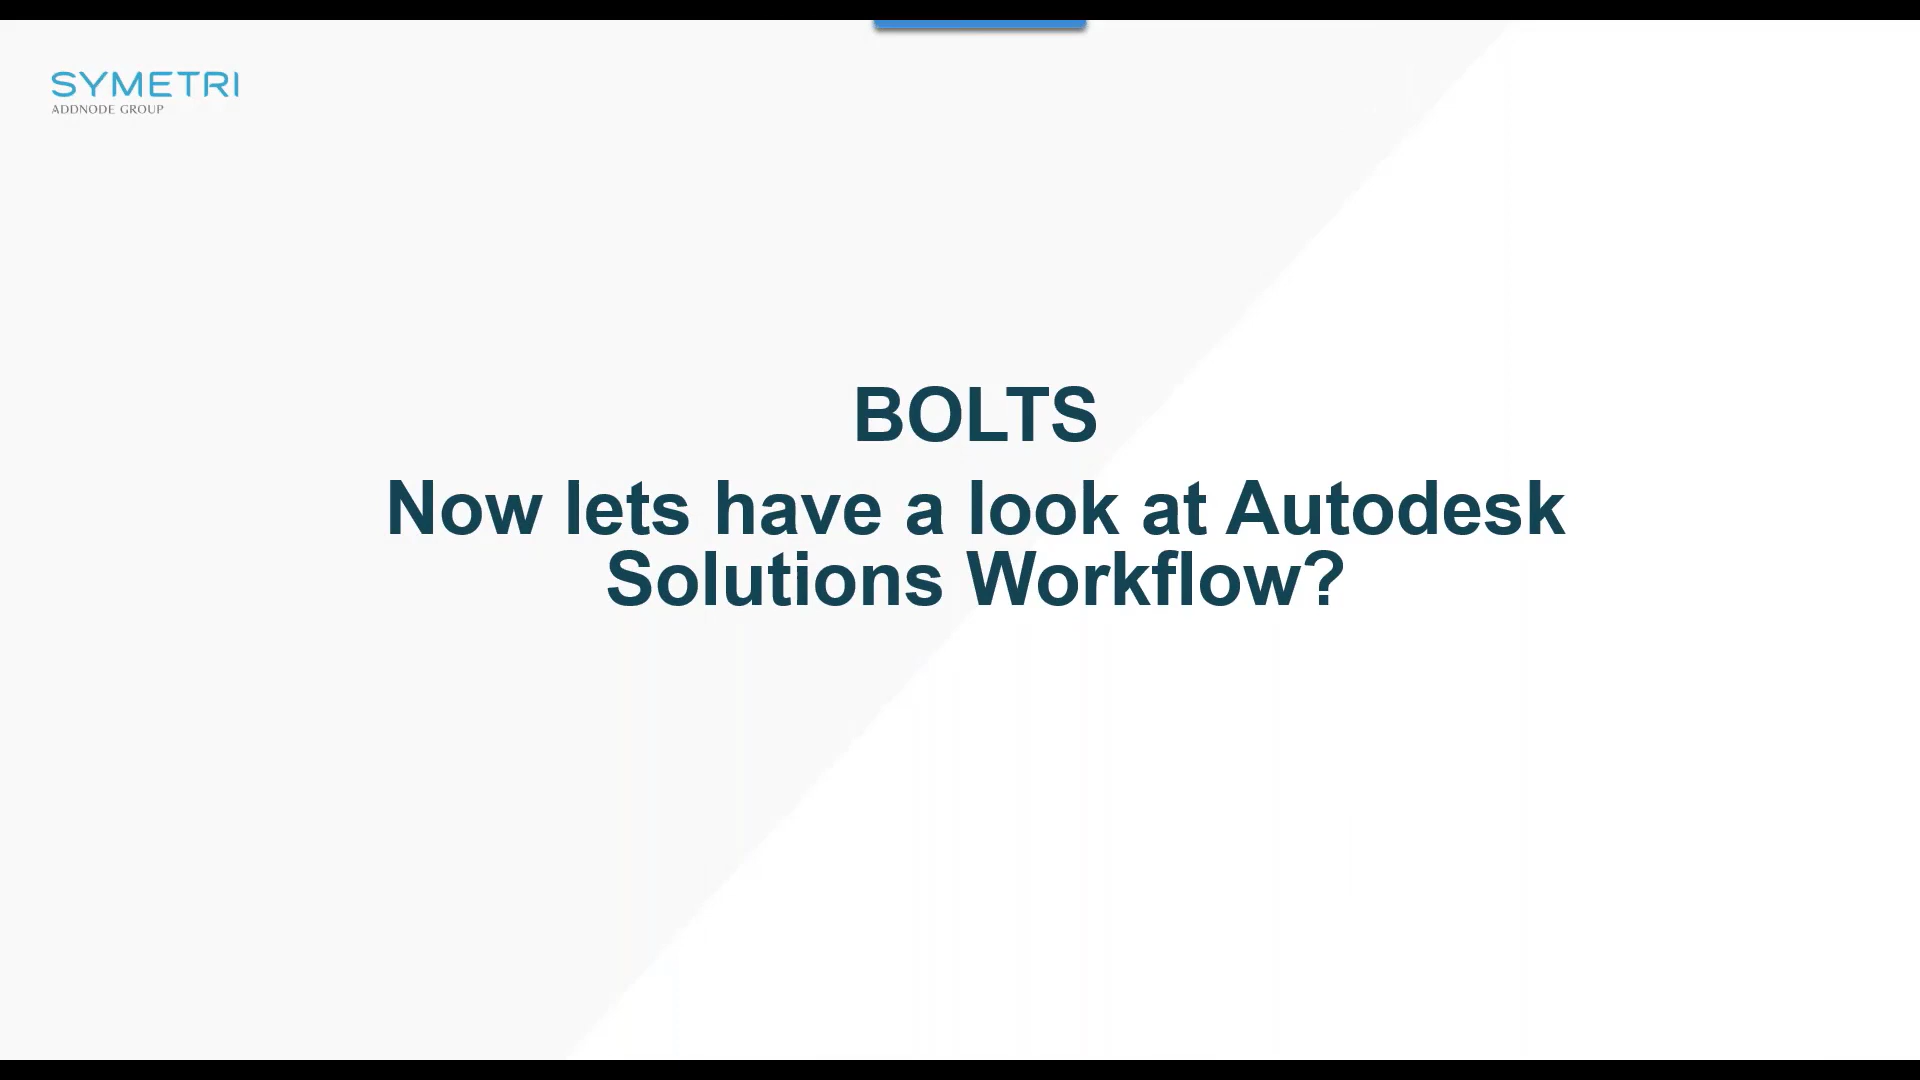 SYMETRI
ADDNODE GROUP
BOLTS
Now lets have a look at Autodesk
Solutions Workflow?